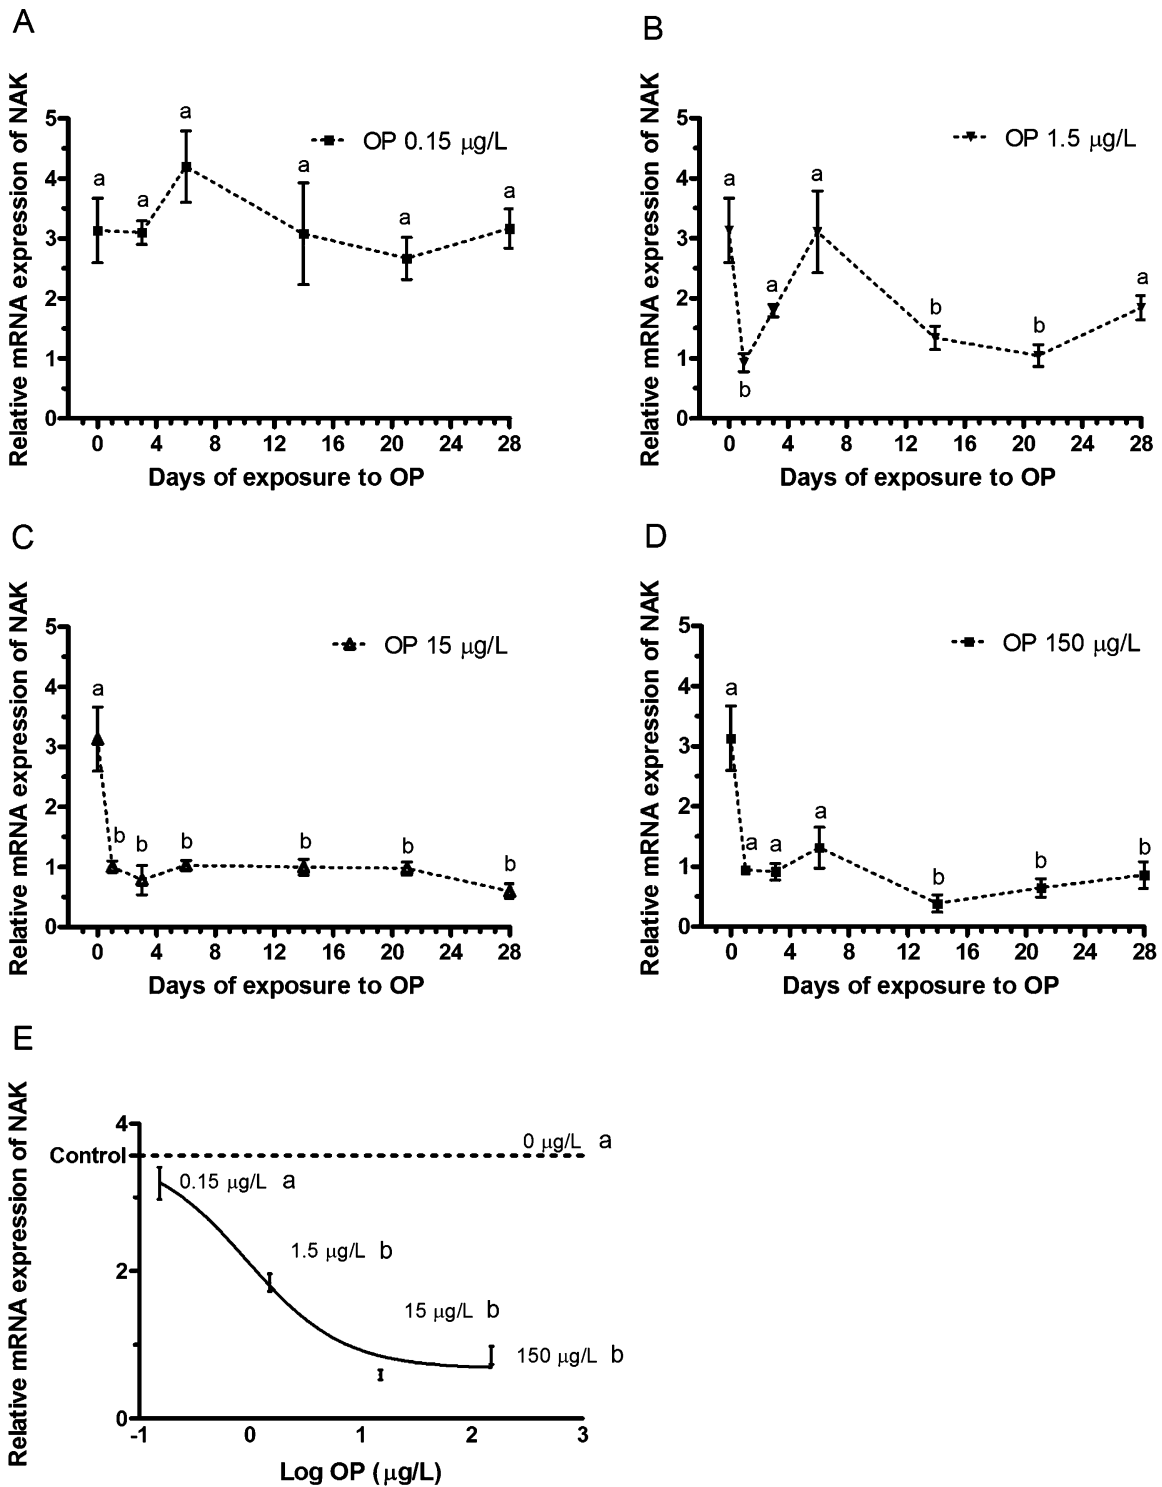 A
Relative mRNA expression of NAK
5
4
3
2
1
0
a
a
a
a
a
a
OP 0.15 µg/L
0 4 8 12 16 20 24 28
Days of exposure to OP
B
Relative mRNA expression of NAK
5
4
3
2
1
0
a
b
a
a
b
b
a
OP 1.5 µg/L
0 4 8 12 16 20 24 28
Days of exposure to OP
C
Relative mRNA expression of NAK
5
4
3
2
1
0
a
b
b
b
b
b
b
OP 15 µg/L
0 4 8 12 16 20 24 28
Days of exposure to OP
D
Relative mRNA expression of NAK
5
4
3
2
1
0
a
a
a
a
b
b
b
OP 150 µg/L
0 4 8 12 16 20 24 28
Days of exposure to OP
E
Relative mRNA expression of NAK
4
Control
2
0
0 µg/L a
0.15 µg/L a
1.5 µg/L b
15 µg/L b
150 µg/L b
-1 0 1 2 3
Log OP (µg/L)